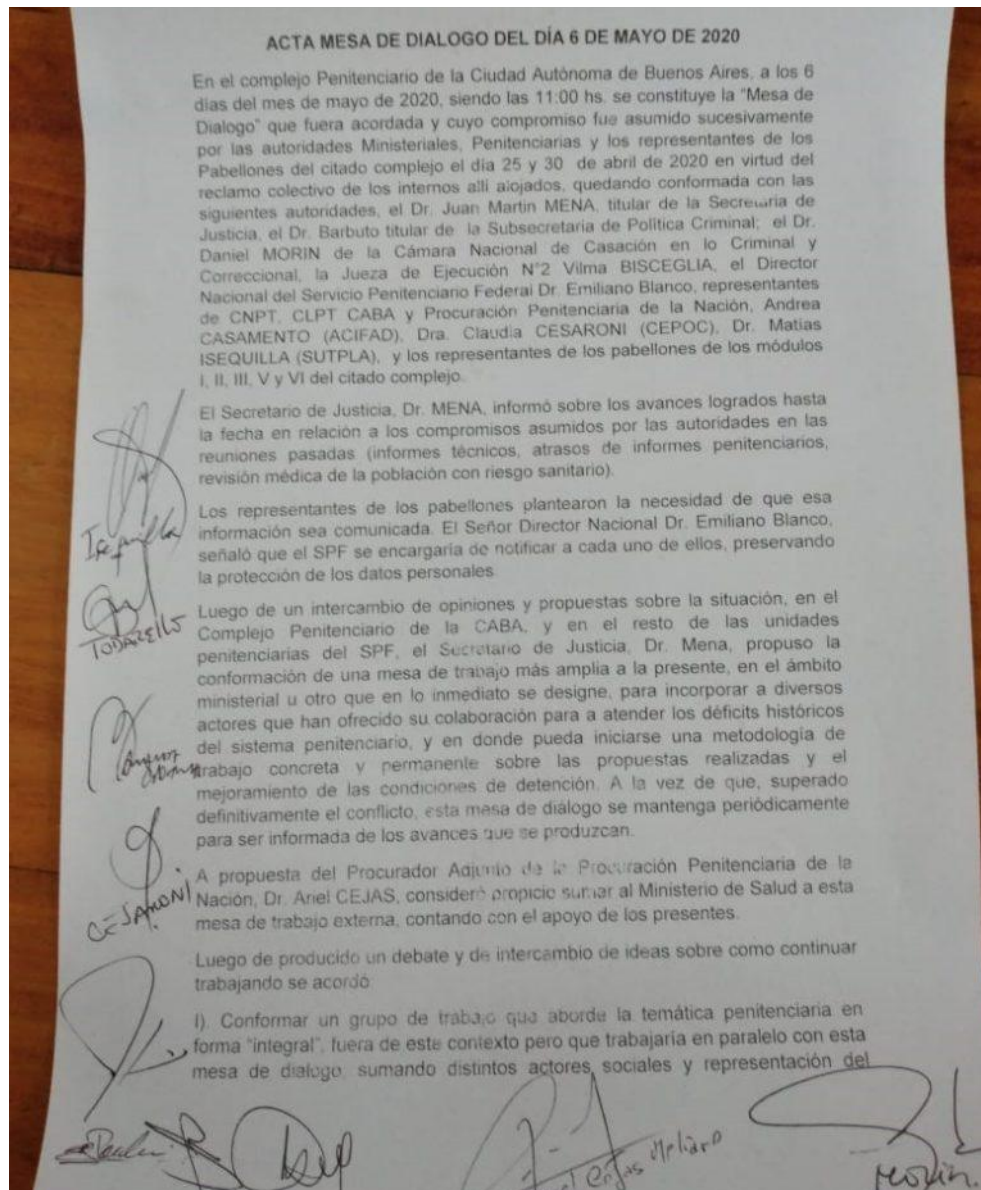 ACTA MESA DE DIALOGO DEL DÍA 6 DE MAYO DE 2020
En el complejo Penitenciario de la Ciudad Autónoma de Buenos Aires, a los 6
dias del mes de mayo de 2020, siendo las 11:00 hs. se constituye la "Mesa de
Dialogo" que fuera acordada y cuyo compromiso fue asumido sucesivamente
por las autoridades Ministeriales, Penitenciarias y los representantes de los
Pabellones del citado complejo el día 25 y 30 de abril de 2020 en virtud del
reclamo colectivo de los internos alli alojados, quedando conformada con las
siguientes autoridades, el Dr. Juan Martin MENA, titular de la Secretaria de
Justicia, el Dr. Barbuto titular de la Subsecretaria de Política Criminal; el Dr.
Daniel MORIN de la Cámara Nacional de Casación en lo Criminal y
Correccional, la Jueza de Ejecución N°2 Vilma BISCEGLIA, el Director
Nacional del Servicio Penitenciario Federal Dr. Emiliano Blanco, representantes
de CNPT, CLPT CABA y Procuración Penitenciaria de la Nación, Andrea
CASAMENTO (ACIFAD), Dra. Claudia CESARONI (CEPOC), Dr. Matias
ISEQUILLA (SUTPLA), y los representantes de los pabellones de los módulos
I, II, III, V y VI del citado complejo.
El Secretario de Justicia, Dr. MENA, informó sobre los avances logrados hasta
la fecha en relación a los compromisos asumidos por las autoridades en las
reuniones pasadas (informes técnicos, atrasos de informes penitenciarios,
revisión médica de la población con riesgo sanitario).
Los representantes de los pabellones plantearon la necesidad de que esa
información sea comunicada. El Señor Director Nacional Dr. Emiliano Blanco,
señaló que el SPF se encargaría de notificar a cada uno de ellos, preservando
la protección de los datos personales
Isequilla
TODARELLO
Luego de un intercambio de opiniones y propuestas sobre la situación, en el
Complejo Penitenciario de la CABA, y en el resto de las unidades
penitenciarias del SPF, el Secretario de Justicia, Dr. Mena, propuso la
conformación de una mesa de trabajo más amplia a la presente, en el ámbito
ministerial u otro que en lo inmediato se designe, para incorporar a diversos
actores que han ofrecido su colaboración para a atender los déficits históricos
del sistema penitenciario, y en donde pueda iniciarse una metodología de
trabajo concreta y permanente sobre las propuestas realizadas y el
mejoramiento de las condiciones de detención. A la vez de que, superado
definitivamente el conflicto, esta mesa de diálogo se mantenga periódicamente
para ser informada de los avances que se produzcan.
CESARONI
A propuesta del Procurador Adjunto de la Procuración Penitenciaria de la
Nación, Dr. Ariel CEJAS, consideró propicio sumar al Ministerio de Salud a esta
mesa de trabajo externa, contando con el apoyo de los presentes.
Luego de producido un debate y de intercambio de ideas sobre como continuar
trabajando se acordó
I). Conformar un grupo de trabajo que aborde la temática penitenciaria en
forma "integral", fuera de este contexto pero que trabajaría en paralelo con esta
mesa de dialogo, sumando distintos actores sociales y representación del
Cejas Meliaro
Morin.